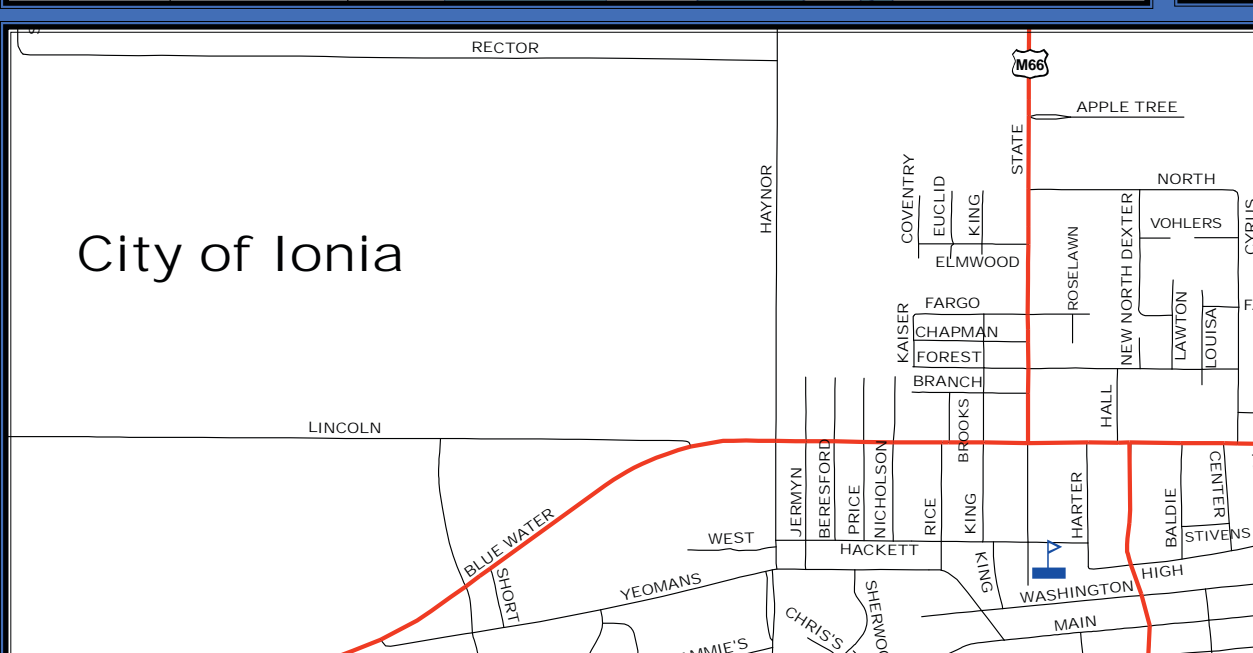 RECTOR
M66
APPLE TREE
STATE
HAYNOR
COVENTRY
EUCLID
KING
NORTH
NEW NORTH DEXTER
VOHLERS
City of Ionia
ELMWOOD
ROSELAWN
FARGO
KAISER
CHAPMAN
FOREST
LAWTON
LOUISA
BRANCH
HALL
BROOKS
LINCOLN
JERMYN
BERESFORD
PRICE
NICHOLSON
RICE
KING
HARTER
BALDIE
CENTER
STIVENS
BLUE WATER
WEST
HACKETT
SHORT
YEOMANS
KING
HIGH
WASHINGTON
MAIN
CHRIS'S